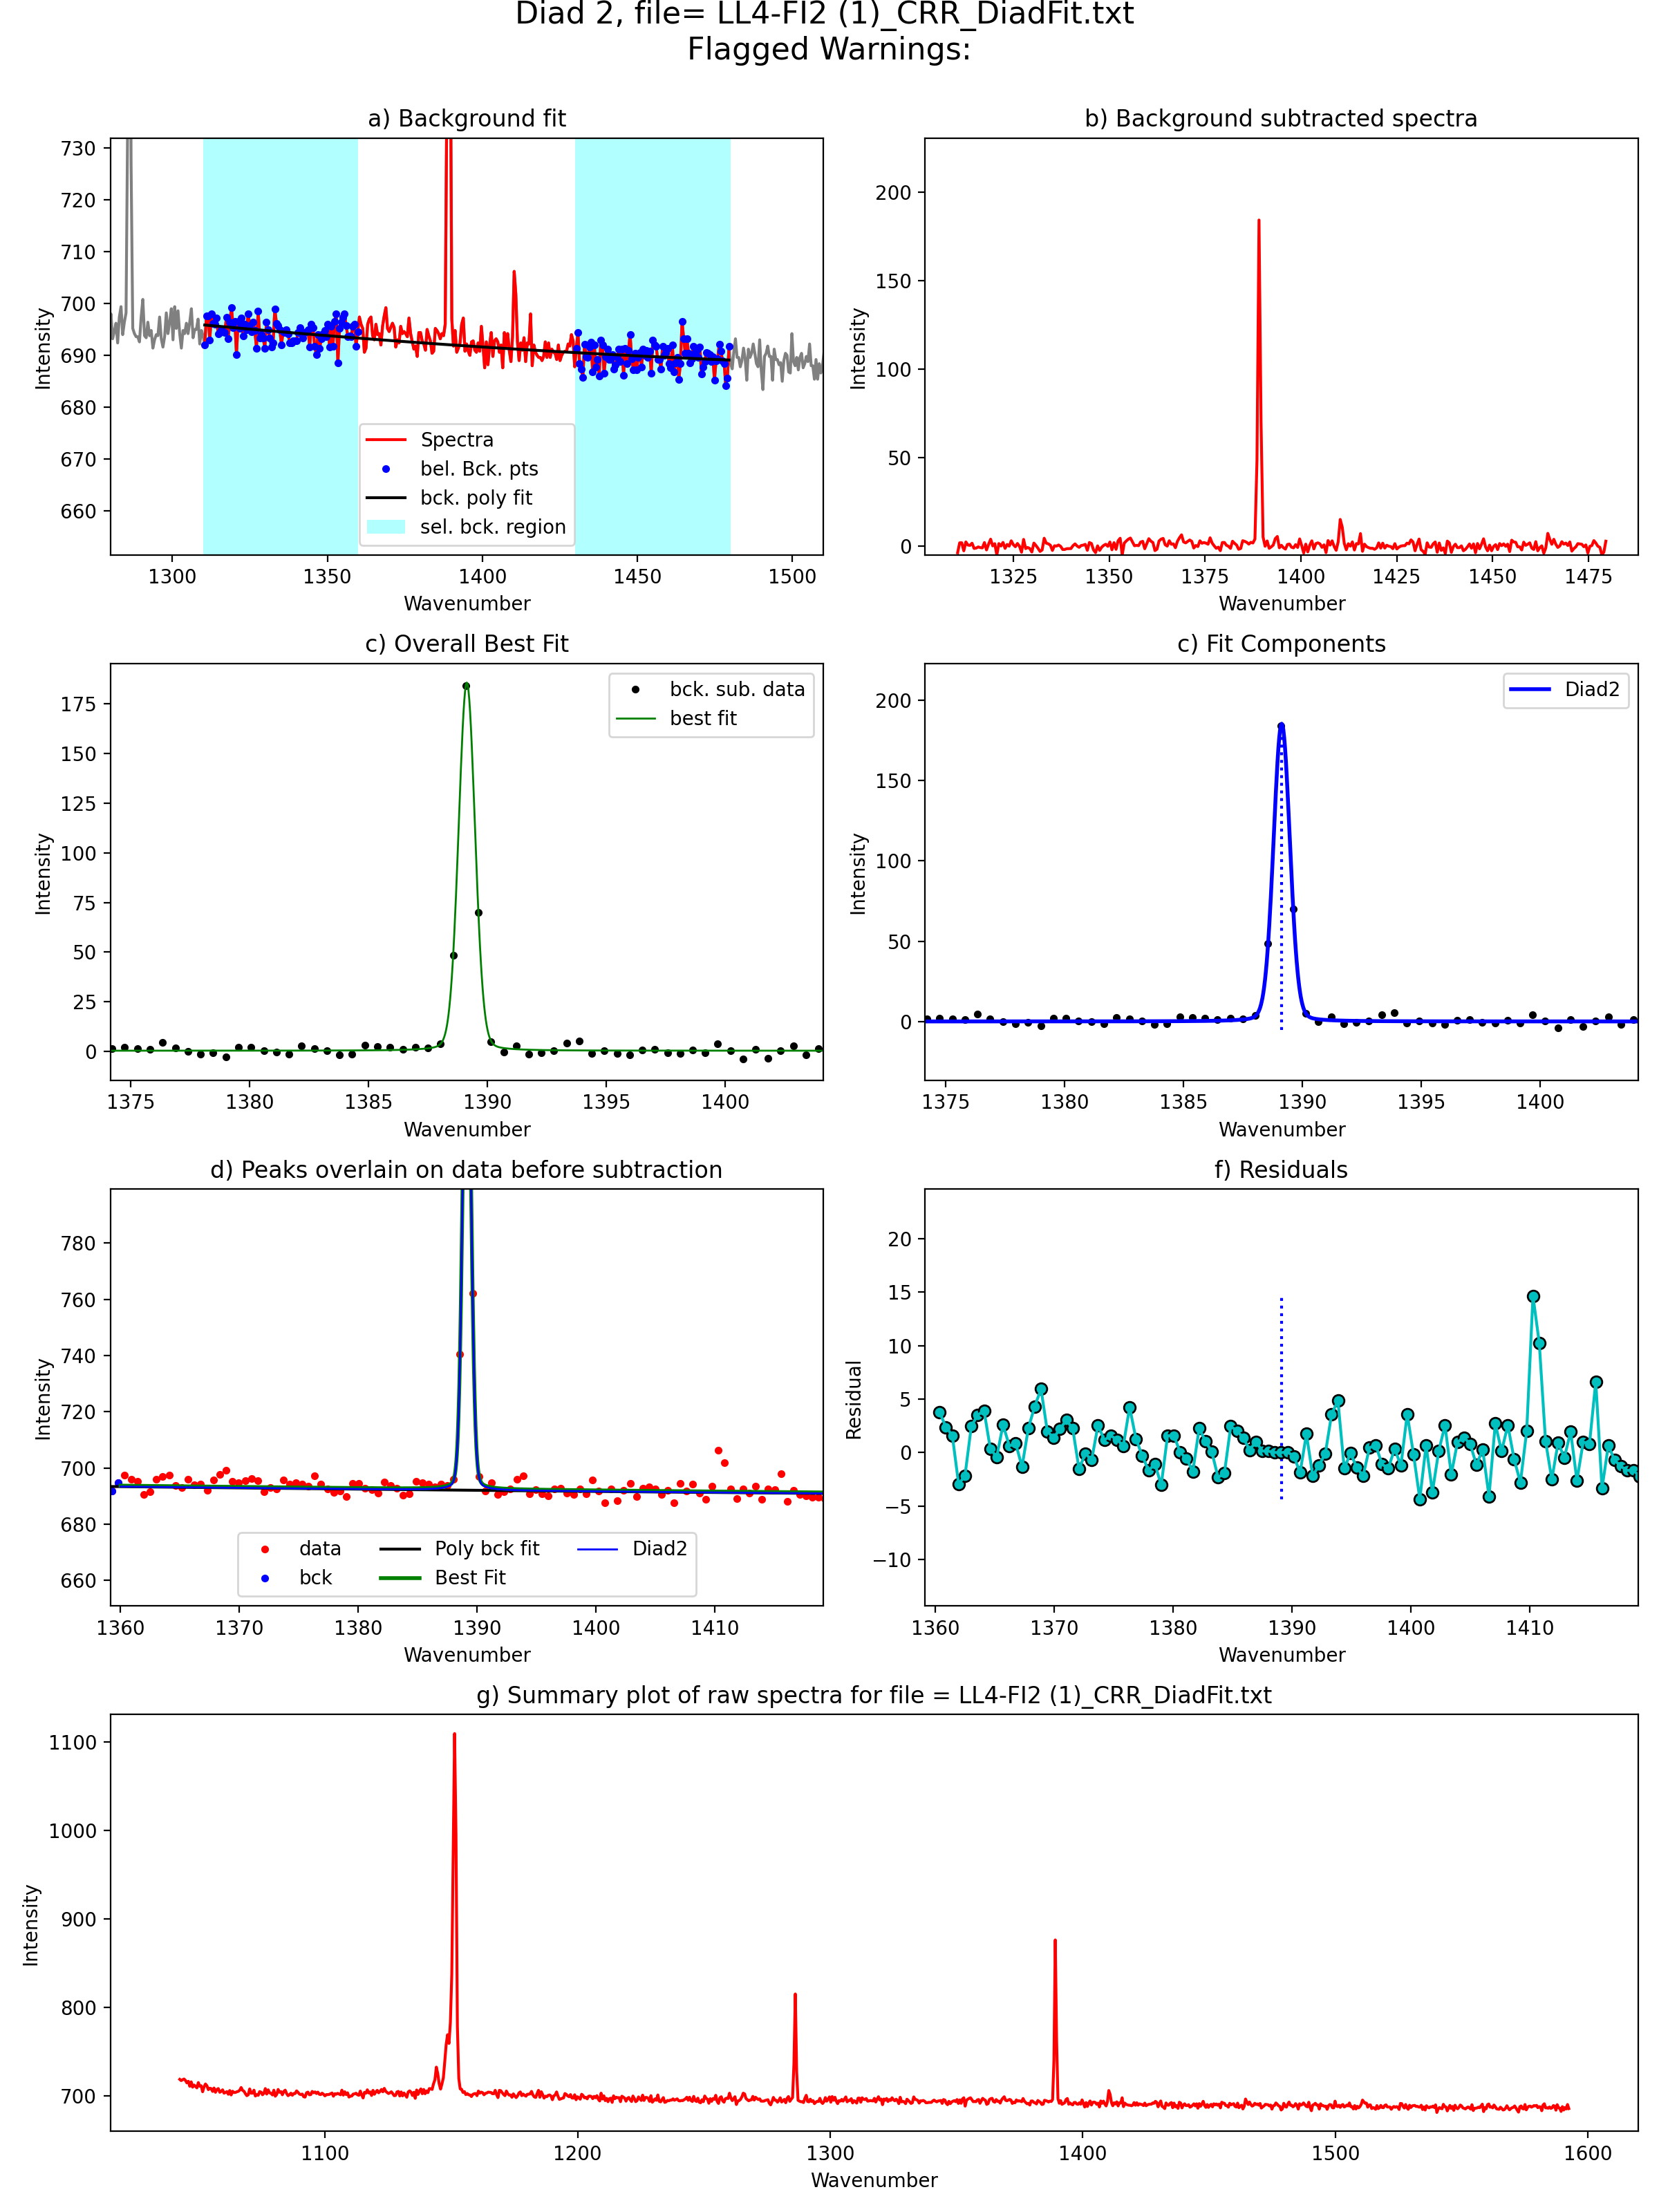 Diad 2, file= LL4-FI2 (1)_CRR_DiadFit.txt
Flagged Warnings:
a) Background fit
730
720
710
700
690
680
670
660
Intensity
Spectra
bel. Bck. pts
bck. poly fit
sel. bck. region
1300 1350 1400 1450 1500
Wavenumber
b) Background subtracted spectra
200
150
100
50
0
Intensity
1325 1350 1375 1400 1425 1450 1475
Wavenumber
c) Overall Best Fit
175
150
125
100
75
50
25
0
Intensity
bck. sub. data
best fit
1375 1380 1385 1390 1395 1400
Wavenumber
c) Fit Components
200
150
100
50
0
Intensity
Diad2
1375 1380 1385 1390 1395 1400
Wavenumber
d) Peaks overlain on data before subtraction
780
760
740
720
700
680
660
Intensity
data
bck
Poly bck fit
Best Fit
Diad2
1360 1370 1380 1390 1400 1410
Wavenumber
f) Residuals
20
15
10
5
0
−5
−10
Residual
1360 1370 1380 1390 1400 1410
Wavenumber
g) Summary plot of raw spectra for file = LL4-FI2 (1)_CRR_DiadFit.txt
1100
1000
900
800
700
Intensity
1100 1200 1300 1400 1500 1600
Wavenumber